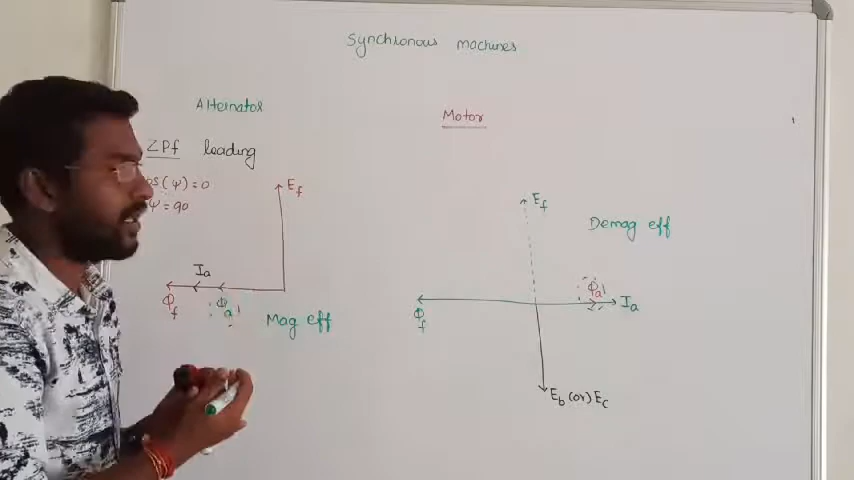 Synchronous machines
Alternator
Motor
ZPf leading
cos(ψ)=0
ψ=90
Ef
Ia
Φf
Φa
Mag eff
Ef
Demag eff
Φa
Ia
Φf
Eb (or) Ec